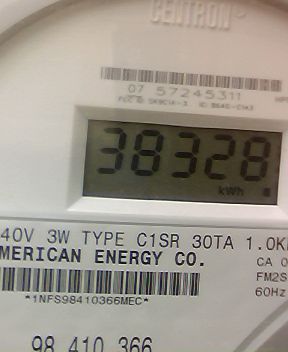 CENTRON
07 57245311
38328
kWh
40V 3W TYPE C1SR 30TA 1.0K
MERICAN ENERGY CO.
CA 0
FM2S
60Hz
*1NFS98410366MEC*
98 410 366